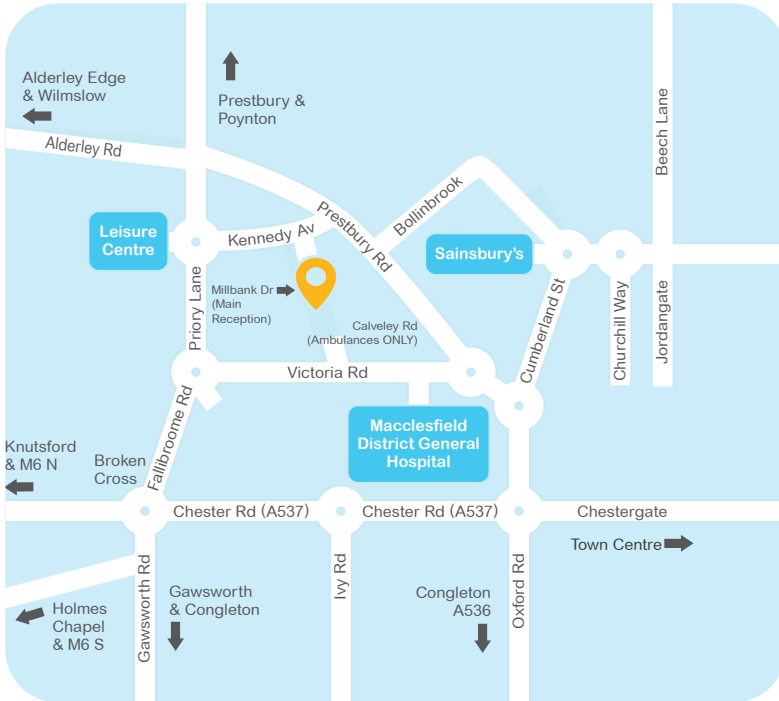 Alderley Edge
& Wilmslow
Prestbury &
Poynton
Beech Lane
Alderley Rd
Bollinbrook
Prestbury Rd
Leisure
Centre
Kennedy Av
Sainsbury's
Priory Lane
Millbank Dr
(Main
Reception)
Calveley Rd
(Ambulances ONLY)
Cumberland St
Churchill Way
Jordangate
Victoria Rd
Fallibroome Rd
Macclesfield
District General
Hospital
Knutsford
& M6 N
Broken
Cross
Chester Rd (A537)
Chester Rd (A537)
Chestergate
Town Centre
Gawsworth Rd
Gawsworth
& Congleton
Ivy Rd
Congleton
A536
Oxford Rd
Holmes
Chapel
& M6 S